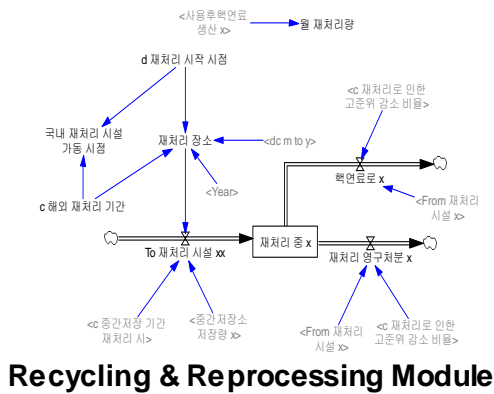 <사용후핵연료
생산 x>
월 재처리량
d 재처리 시작 시점
<c 재처리로 인한
고준위 감소 비율>
국내 재처리 시설
가동 시점
재처리 장소
<dc m to y>
핵연료로 x
<Year>
<From 재처리
시설 x>
c 해외 재처리 기간
재처리 중 x
To 재처리 시설 xx
재처리 영구처분 x
<c 중간저장 기간
재처리 시>
<중간저장소
저장량 x>
<From 재처리
시설 x>
<c 재처리로 인한
고준위 감소 비율>
Recycling & Reprocessing Module